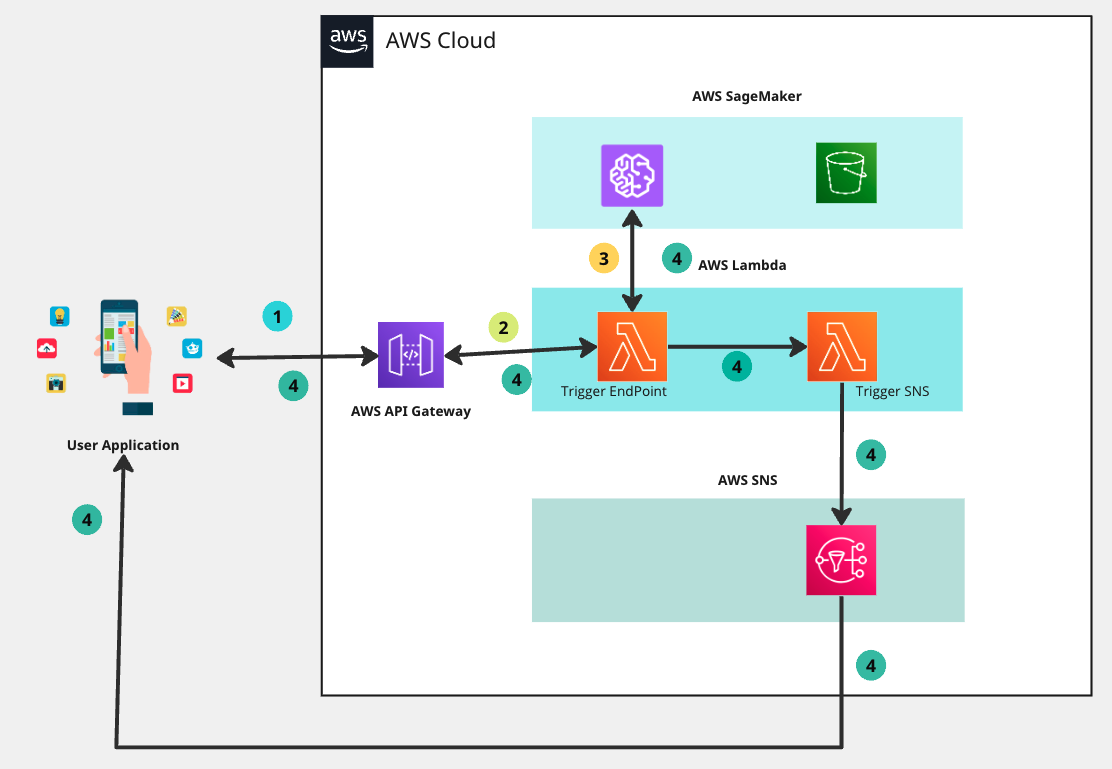 aws
AWS Cloud
AWS SageMaker
3
4
AWS Lambda
1
2
4
4
4
Trigger EndPoint
Trigger SNS
AWS API Gateway
User Application
4
AWS SNS
4
4